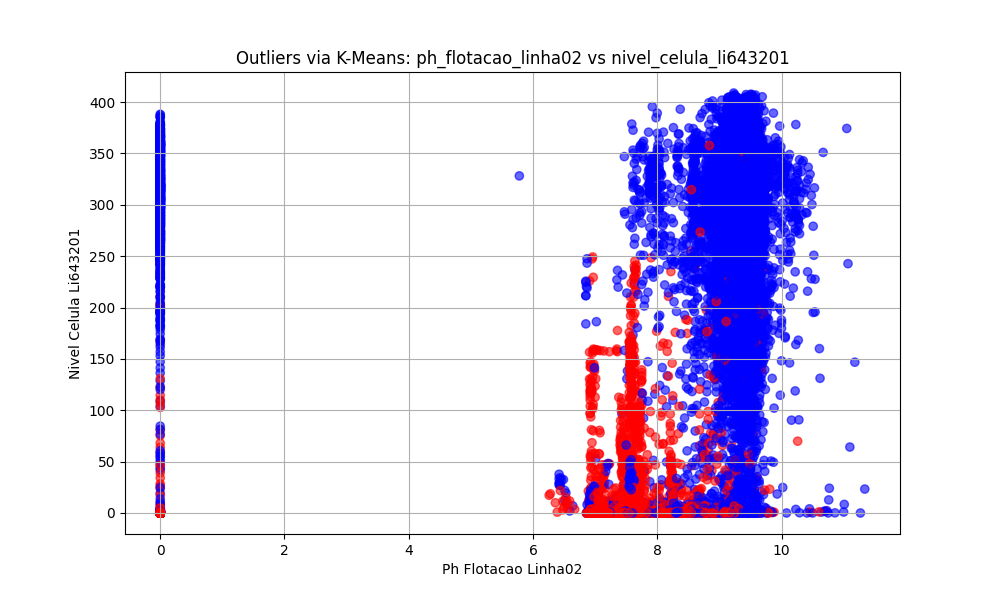 Outliers via K-Means: ph_flotacao_linha02 vs nivel_celula_li643201
400
350
300
250
200
150
100
50
0
Nivel Celula Li643201
0 2 4 6 8 10
Ph Flotacao Linha02